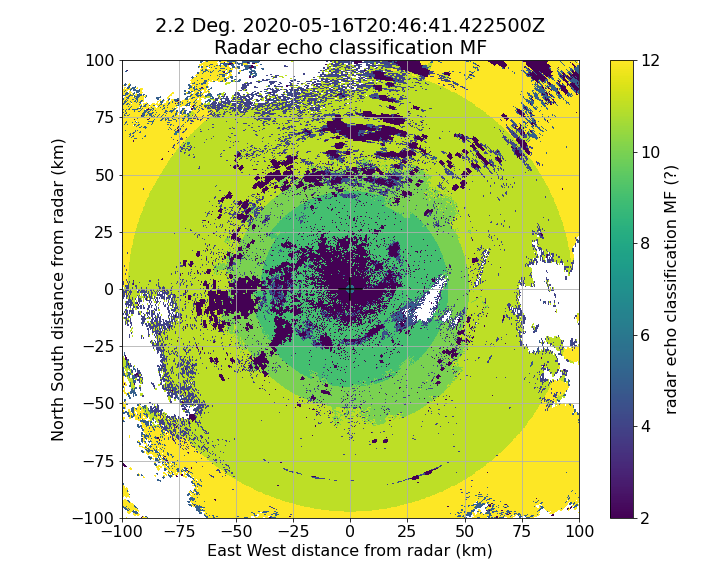 2.2 Deg. 2020-05-16T20:46:41.422500Z
Radar echo classification MF
100
75
50
25
0
−25
−50
−75
−100
North South distance from radar (km)
−100 −75 −50 −25 0 25 50 75 100
East West distance from radar (km)
12
10
8
6
4
2
radar echo classification MF (?)